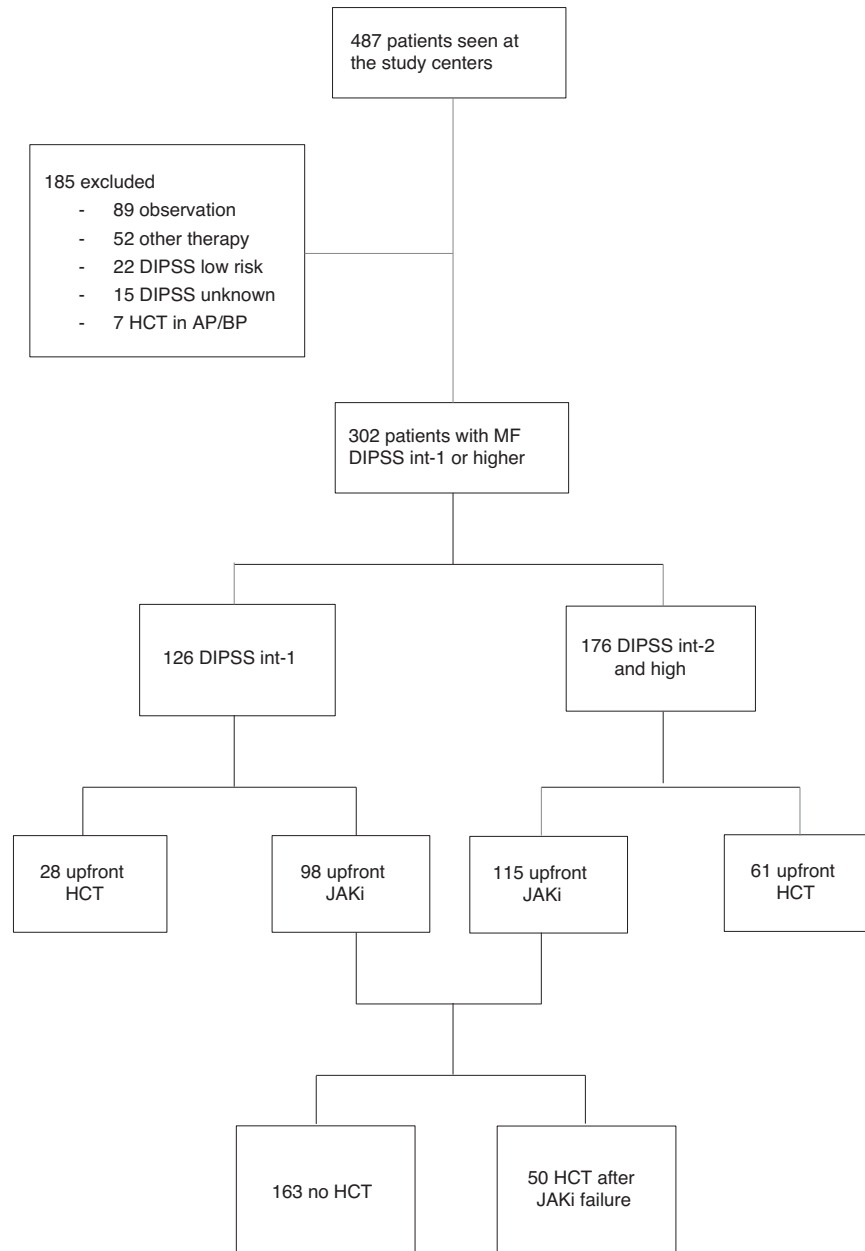 487 patients seen at
the study centers
185 excluded
- 89 observation
- 52 other therapy
- 22 DIPSS low risk
- 15 DIPSS unknown
- 7 HCT in AP/BP
302 patients with MF
DIPSS int-1 or higher
126 DIPSS int-1
176 DIPSS int-2
and high
28 upfront
HCT
98 upfront
JAKi
115 upfront
JAKi
61 upfront
HCT
163 no HCT
50 HCT after
JAKi failure